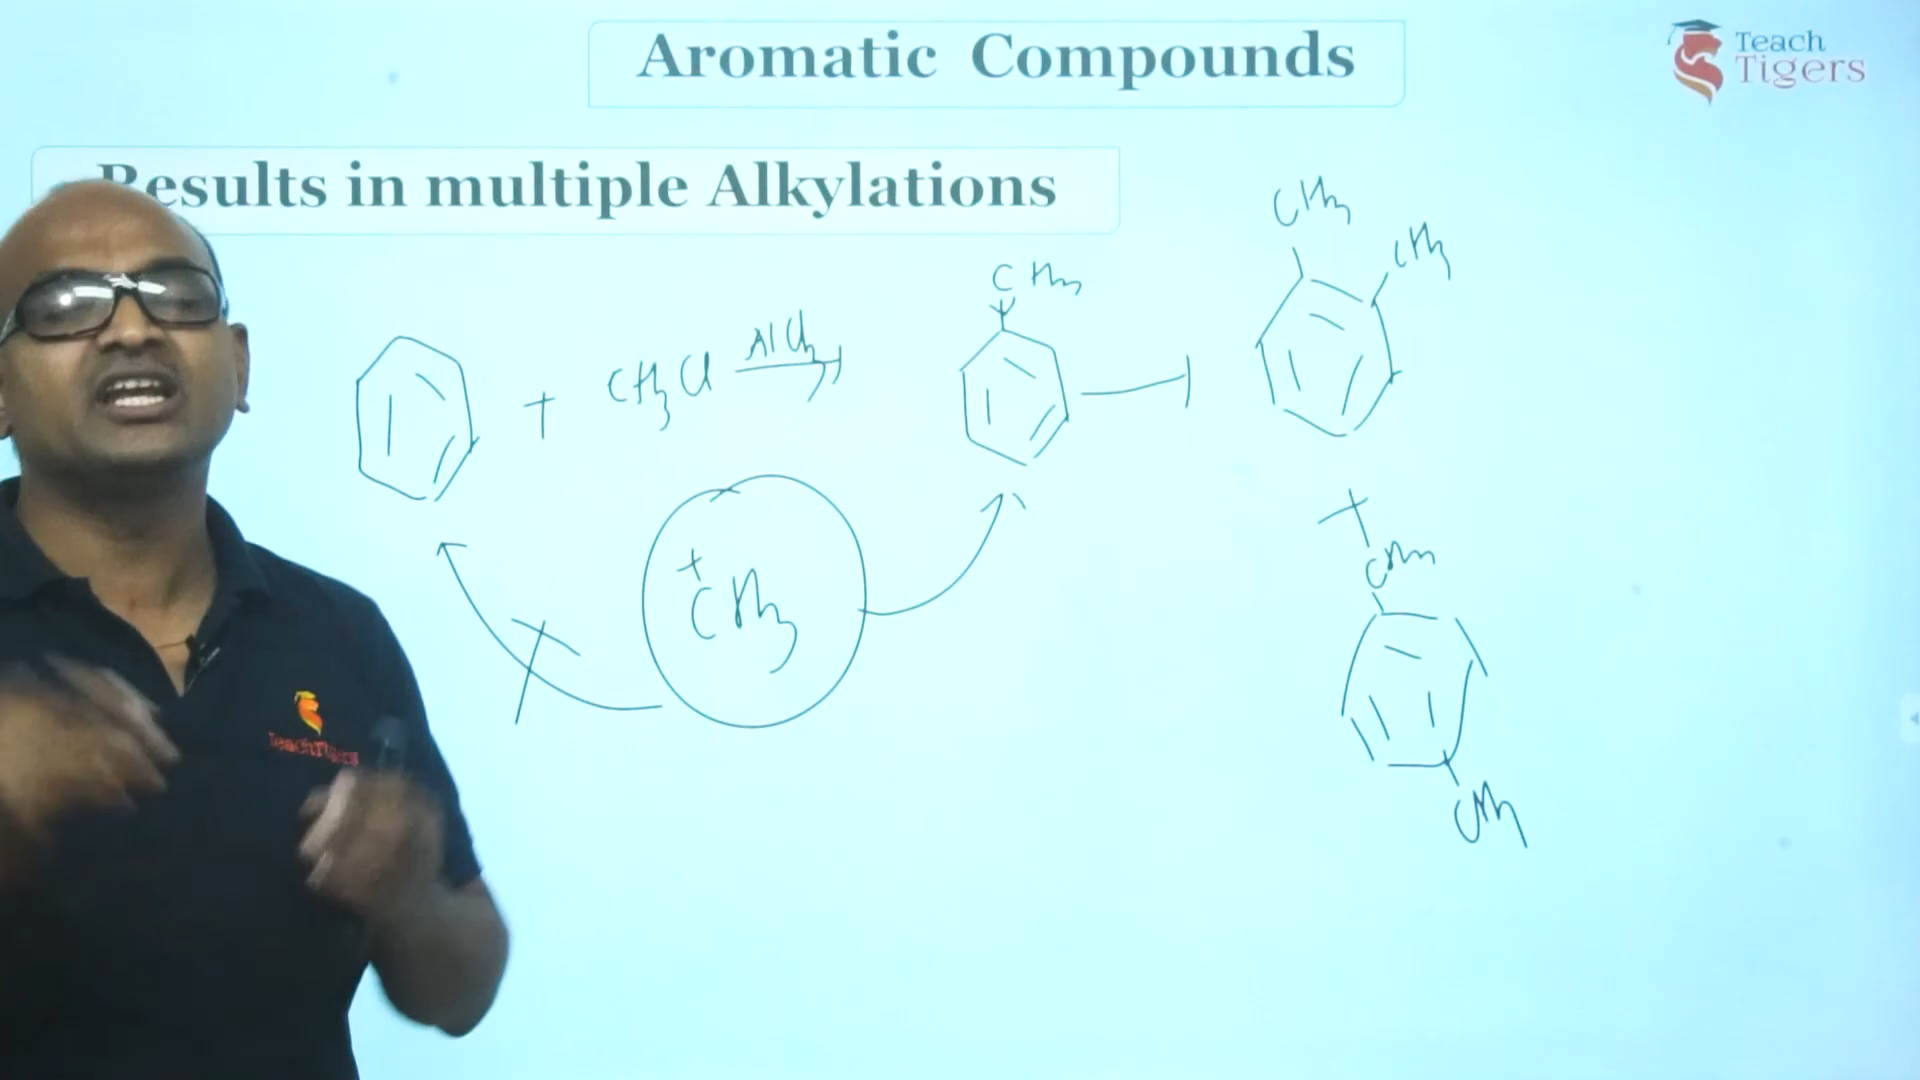 Aromatic Compounds
Teach
Tigers
Results in multiple Alkylations
CH3
CH3
CH3
+ CH3Cl AlCl3
+
CH3
+
CH3
CH3
TeachTigers